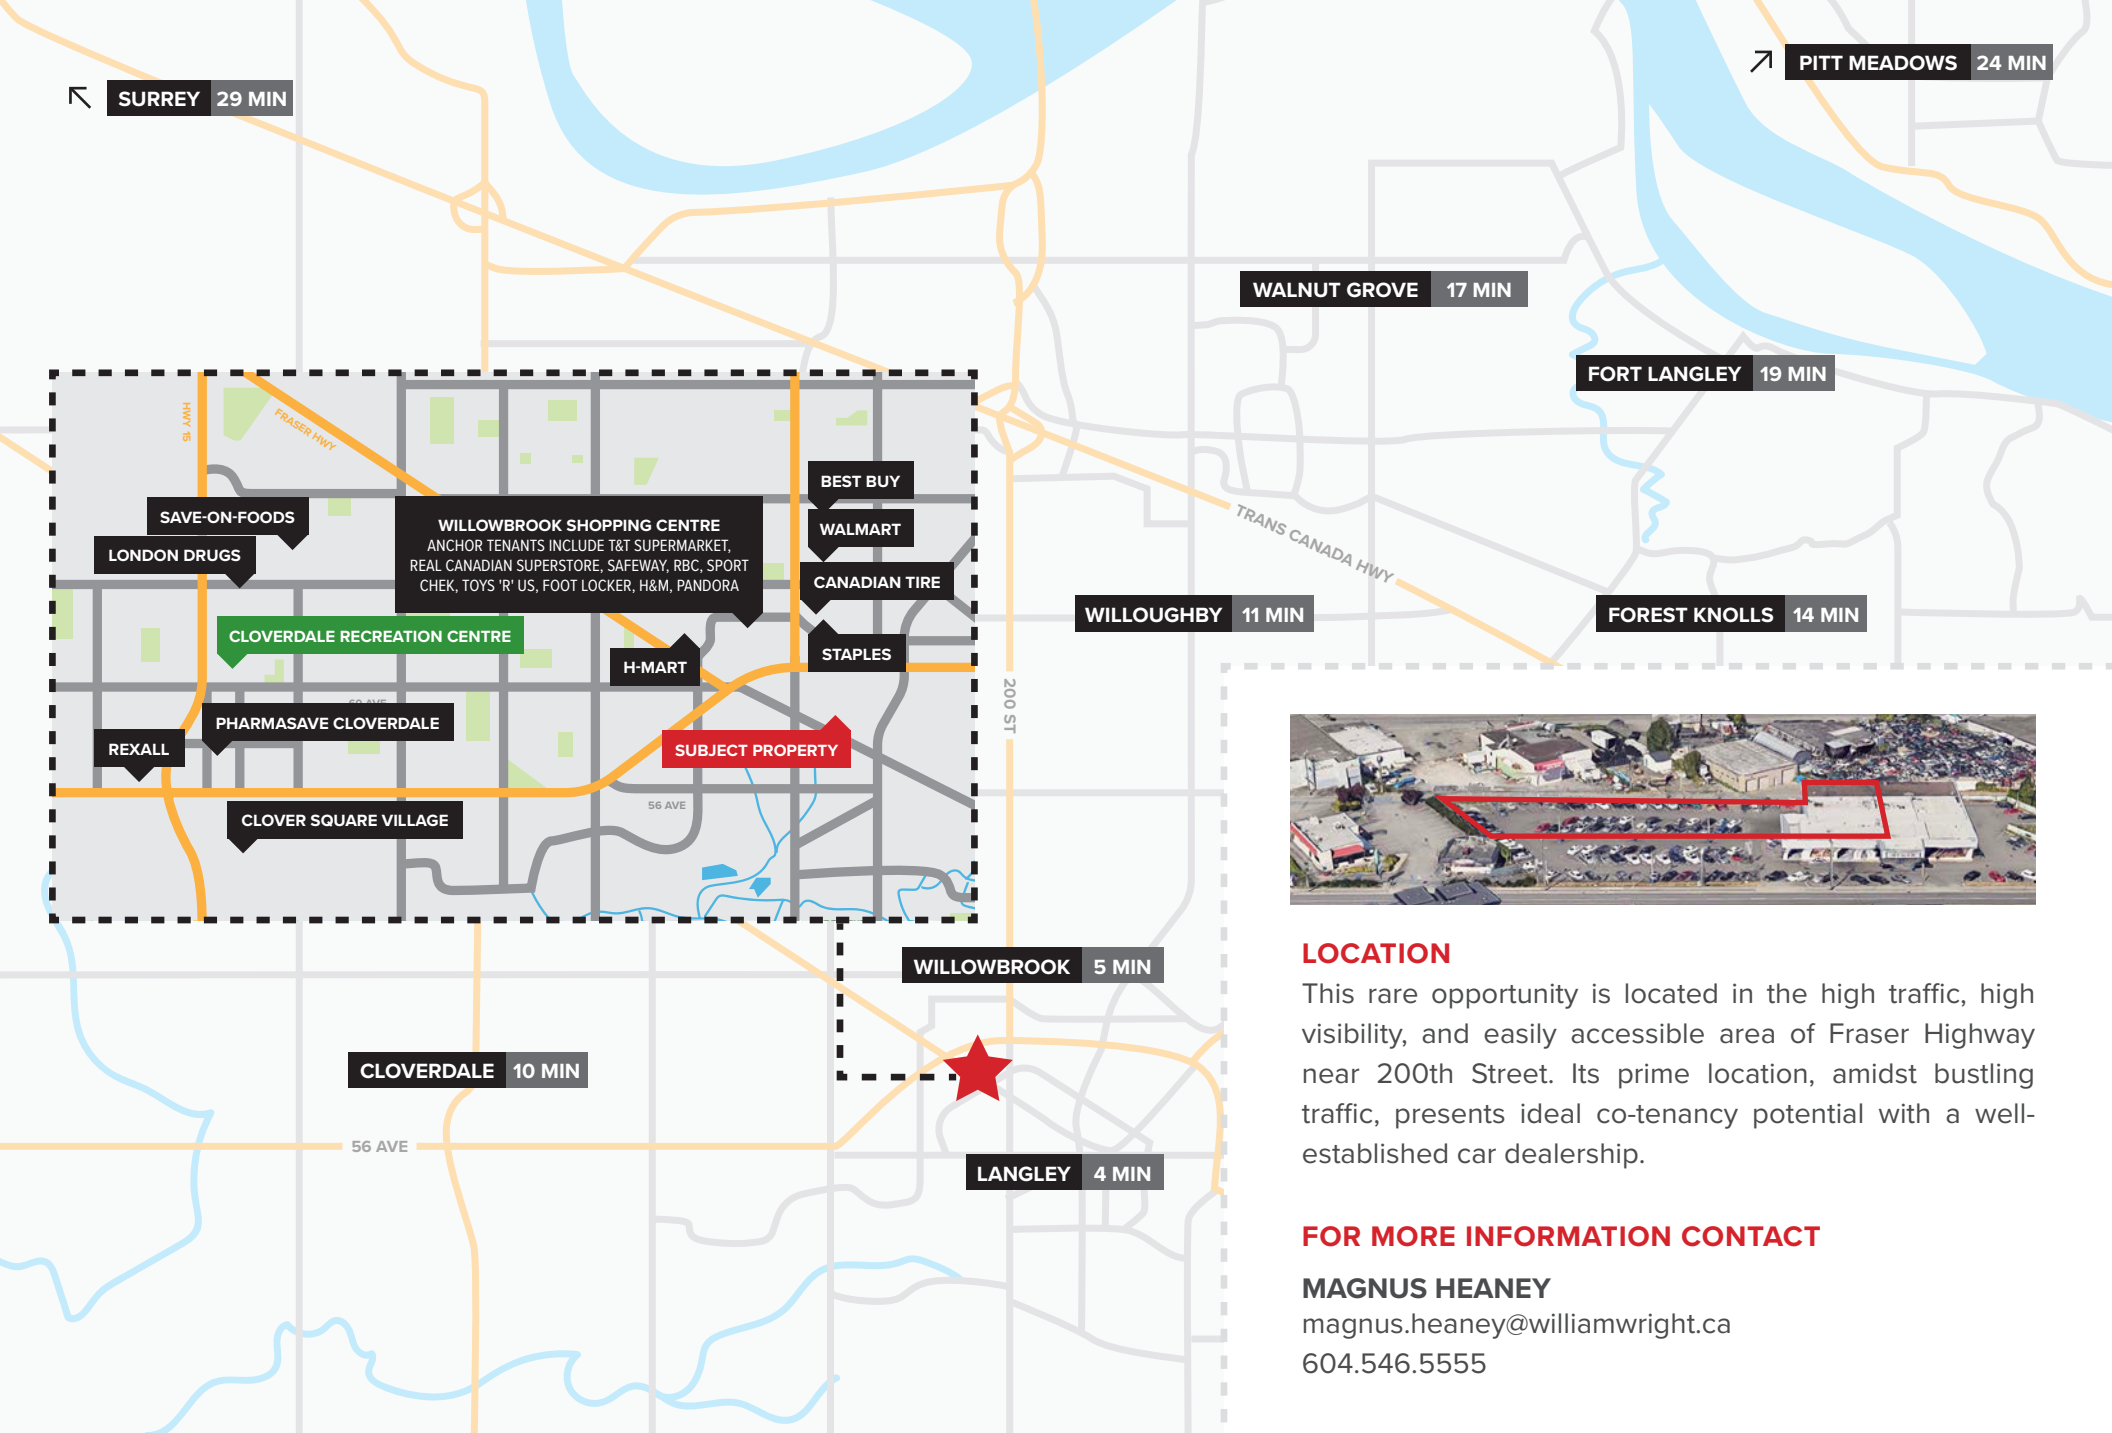 SURREY 29 MIN
PITT MEADOWS 24 MIN
WALNUT GROVE 17 MIN
FORT LANGLEY 19 MIN
HWY 15
FRASER HWY
BEST BUY
SAVE-ON-FOODS
WALMART
LONDON DRUGS
WILLOWBROOK SHOPPING CENTRE
ANCHOR TENANTS INCLUDE T&T SUPERMARKET,
REAL CANADIAN SUPERSTORE, SAFEWAY, RBC, SPORT
CHEK, TOYS 'R' US, FOOT LOCKER, H&M, PANDORA
CANADIAN TIRE
TRANS CANADA HWY
WILLOUGHBY 11 MIN
FOREST KNOLLS 14 MIN
CLOVERDALE RECREATION CENTRE
STAPLES
H-MART
200 ST
60 AVE
PHARMASAVE CLOVERDALE
REXALL
SUBJECT PROPERTY
56 AVE
CLOVER SQUARE VILLAGE
WILLOWBROOK 5 MIN
CLOVERDALE 10 MIN
56 AVE
LANGLEY 4 MIN
LOCATION
This rare opportunity is located in the high traffic, high
visibility, and easily accessible area of Fraser Highway
near 200th Street. Its prime location, amidst bustling
traffic, presents ideal co-tenancy potential with a well-
established car dealership.
FOR MORE INFORMATION CONTACT
MAGNUS HEANEY
magnus.heaney@williamwright.ca
604.546.5555